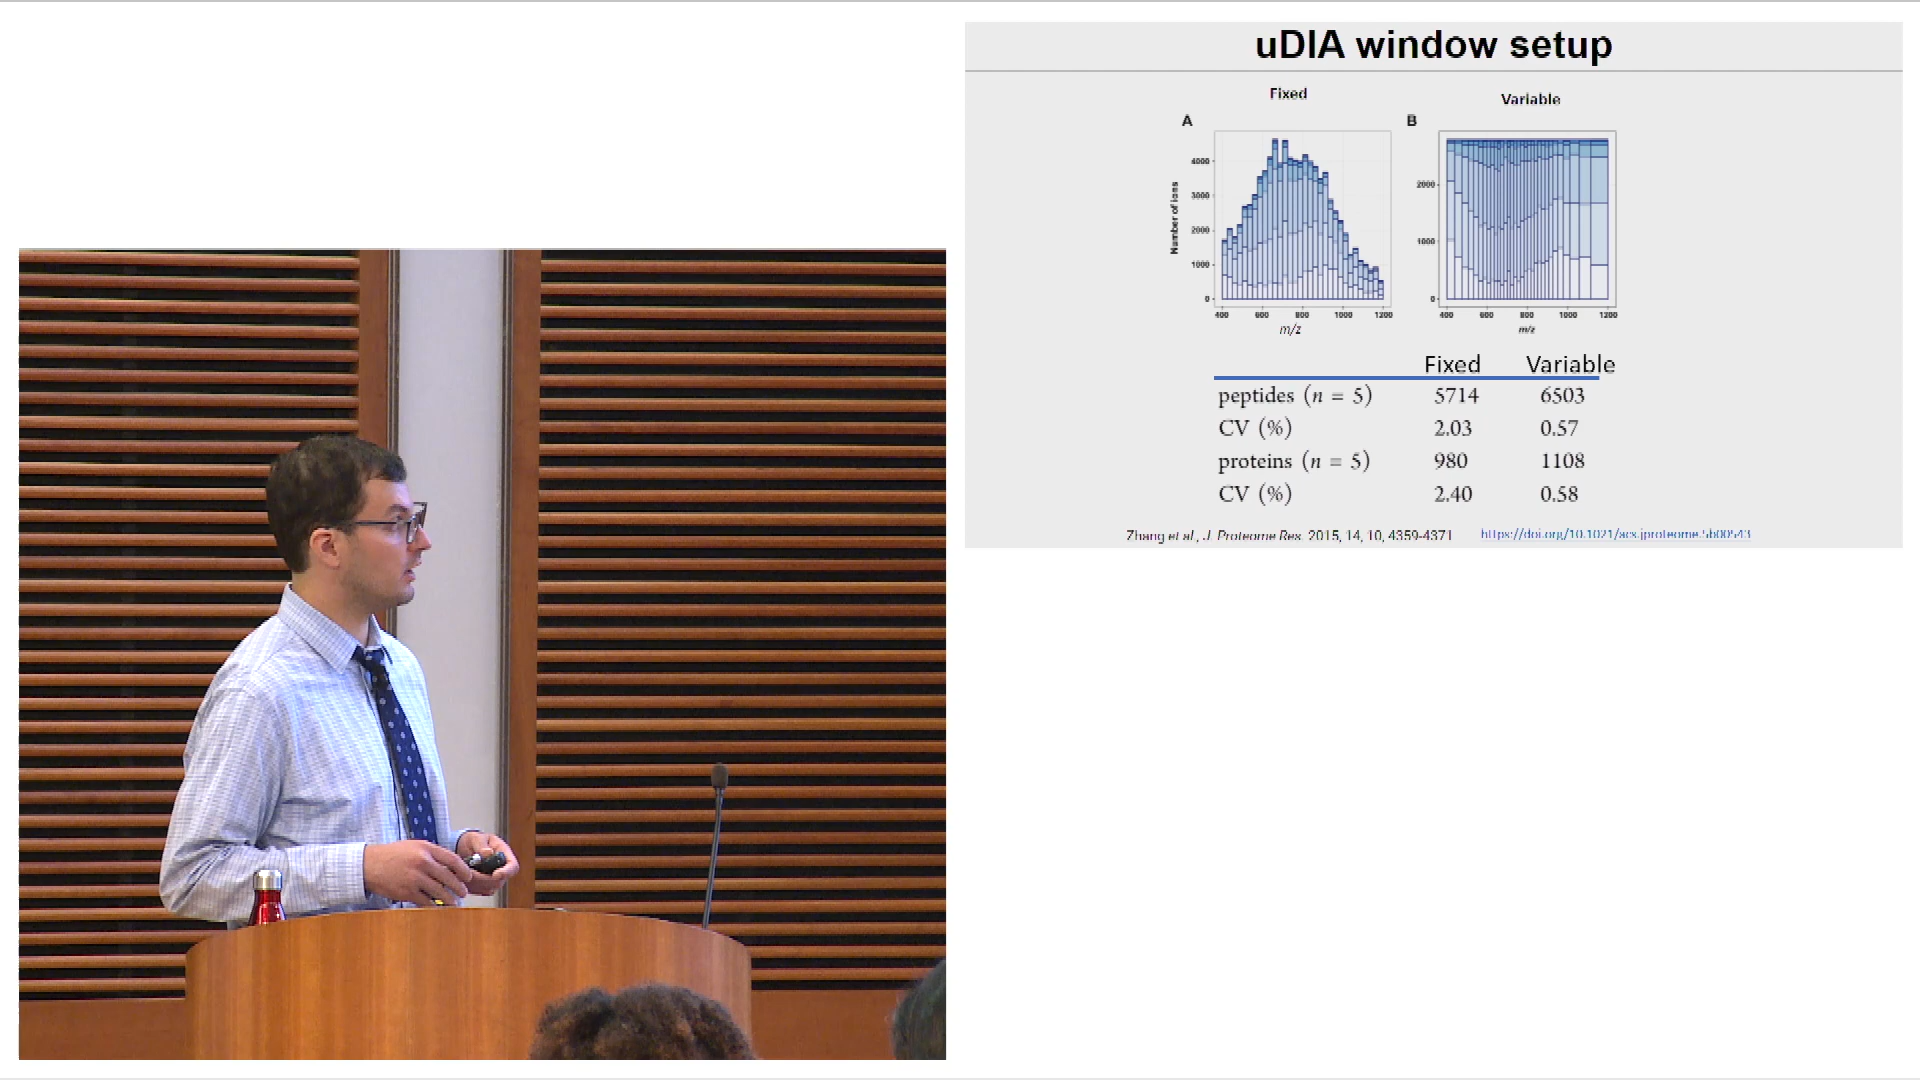 uDIA window setup
Fixed
Variable
A
B
Number of ions
4000
3000
2000
1000
0
400 600 800 1000 1200
m/z
2000
1000
0
400 600 800 1000 1200
m/z
Fixed Variable
peptides (n = 5) 5714 6503
CV (%) 2.03 0.57
proteins (n = 5) 980 1108
CV (%) 2.40 0.58
Zhang et al., J. Proteome Res. 2015, 14, 10, 4359-4371 https://doi.org/10.1021/acs.jproteome.5b00543